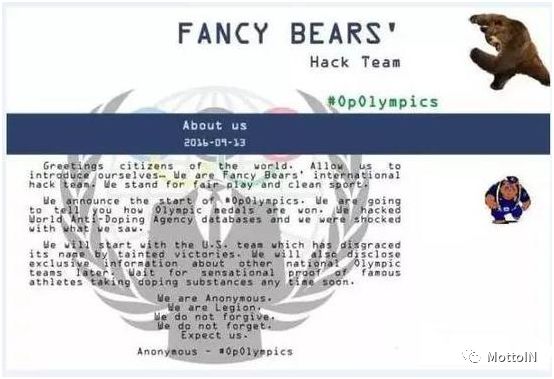 FANCY BEARS'
Hack Team
#OpOlympics
About us
2016-09-13
Greetings citizens of the world. Allow us to
introduce ourselves… We are Fancy Bears' international
hack team. We stand for fair play and clean sport.
We announce the start of #OpOlympics. We are going
to tell you how Olympic medals are won. We hacked
World Anti-Doping Agency databases and we are shocked
with what we saw.
We will start with the U.S. team which has disgraced
its name by tainted victories. We will also disclose
exclusive information about other national Olympic
teams later. Wait for sensational proof of famous
athletes taking doping substances any time soon.
We are Anonymous.
We are Legion.
We do not forgive.
We do not forget.
Expect us.
Anonymous - #OpOlympics
MottoIN